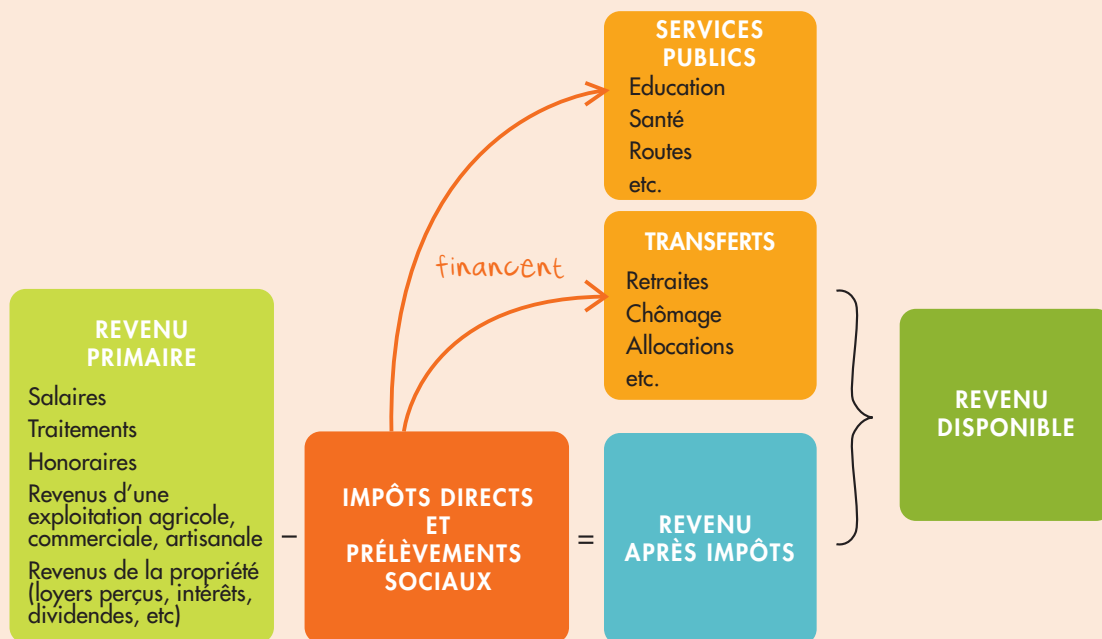 SERVICES
PUBLICS
Education
Santé
Routes
etc.
financent
TRANSFERTS
Retraites
Chômage
Allocations
etc.
REVENU
PRIMAIRE
Salaires
Traitements
Honoraires
Revenus d’une
exploitation agricole,
commerciale, artisanale
Revenus de la propriété
(loyers perçus, intérêts,
dividendes, etc)
–
IMPÔTS DIRECTS
ET
PRÉLÈVEMENTS
SOCIAUX
=
REVENU
APRÈS IMPÔTS
REVENU
DISPONIBLE